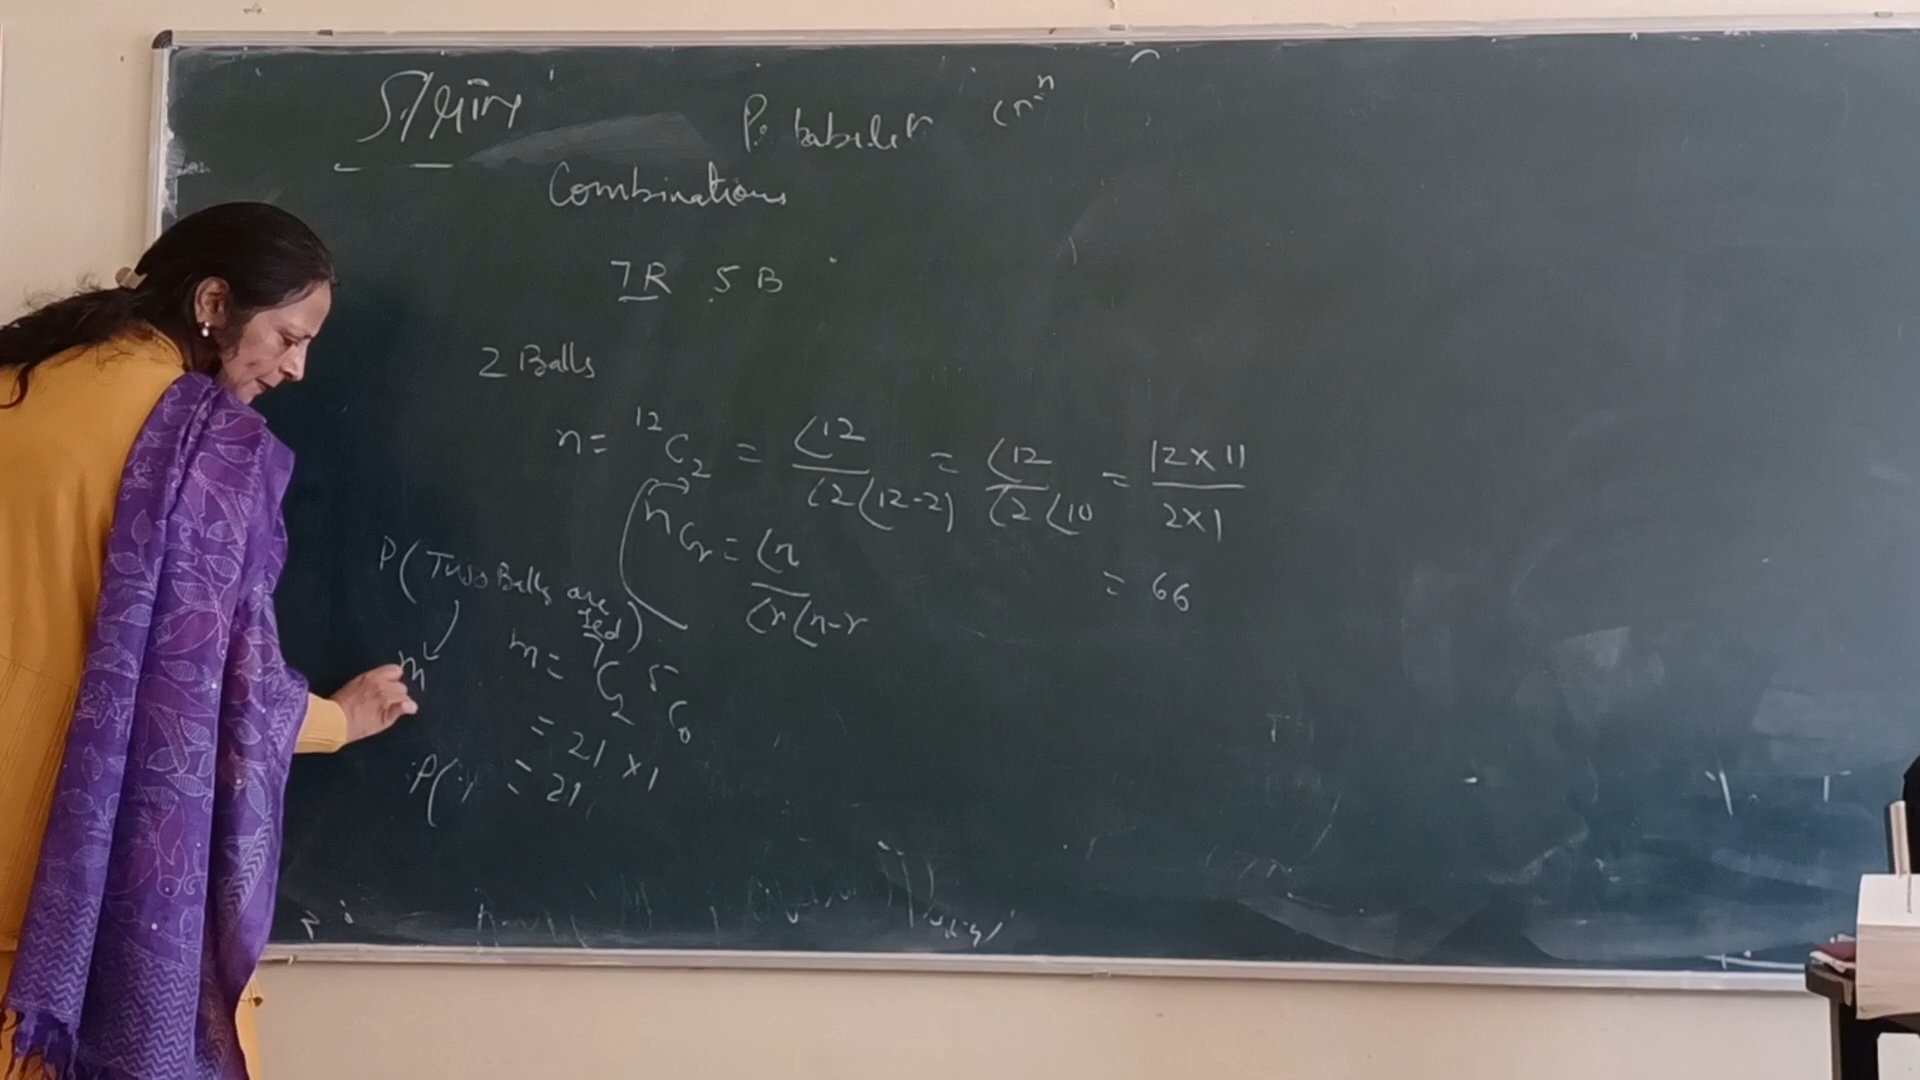 Combinations
7R 5B
2 Balls
n = ¹²C₂ = ∠12 / ∠2 ∠12-2) = ∠12 / ∠2 ∠10 = 12 × 11 / 2 × 1
nCr = ∠n / ∠r ∠n-r
= 66
P(Two Balls are red)
m
m = ⁷C₂ ⁵C₀
= 21 × 1
= 21
P(